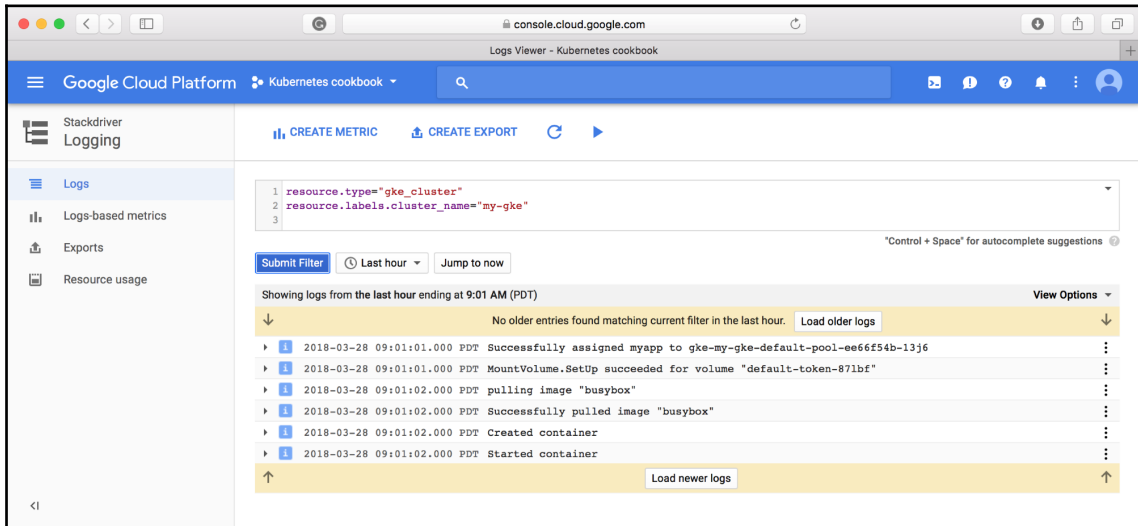 console.cloud.google.com
Logs Viewer - Kubernetes cookbook
Google Cloud Platform Kubernetes cookbook
Stackdriver
Logging
CREATE METRIC CREATE EXPORT
Logs
Logs-based metrics
Exports
Resource usage
1 resource.type="gke_cluster"
2 resource.labels.cluster_name="my-gke"
3
"Control + Space" for autocomplete suggestions ?
Submit Filter Last hour Jump to now
Showing logs from the last hour ending at 9:01 AM (PDT) View Options
No older entries found matching current filter in the last hour. Load older logs
i 2018-03-28 09:01:01.000 PDT Successfully assigned myapp to gke-my-gke-default-pool-ee66f54b-13j6
i 2018-03-28 09:01:01.000 PDT MountVolume.SetUp succeeded for volume "default-token-87lbf"
i 2018-03-28 09:01:02.000 PDT pulling image "busybox"
i 2018-03-28 09:01:02.000 PDT Successfully pulled image "busybox"
i 2018-03-28 09:01:02.000 PDT Created container
i 2018-03-28 09:01:02.000 PDT Started container
Load newer logs